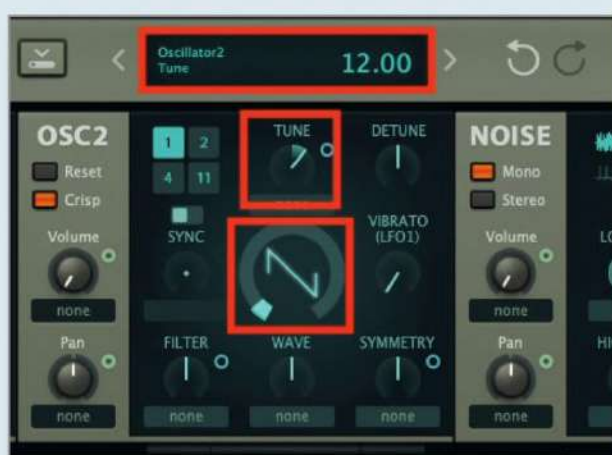 Oscillator2
Tune
12.00
OSC2
Reset
Crisp
Volume
none
Pan
none
1
2
4
11
SYNC
TUNE
DETUNE
VIBRATO
(LFO1)
FILTER
none
WAVE
none
SYMMETRY
none
NOISE
Mono
Stereo
Volume
none
Pan
none